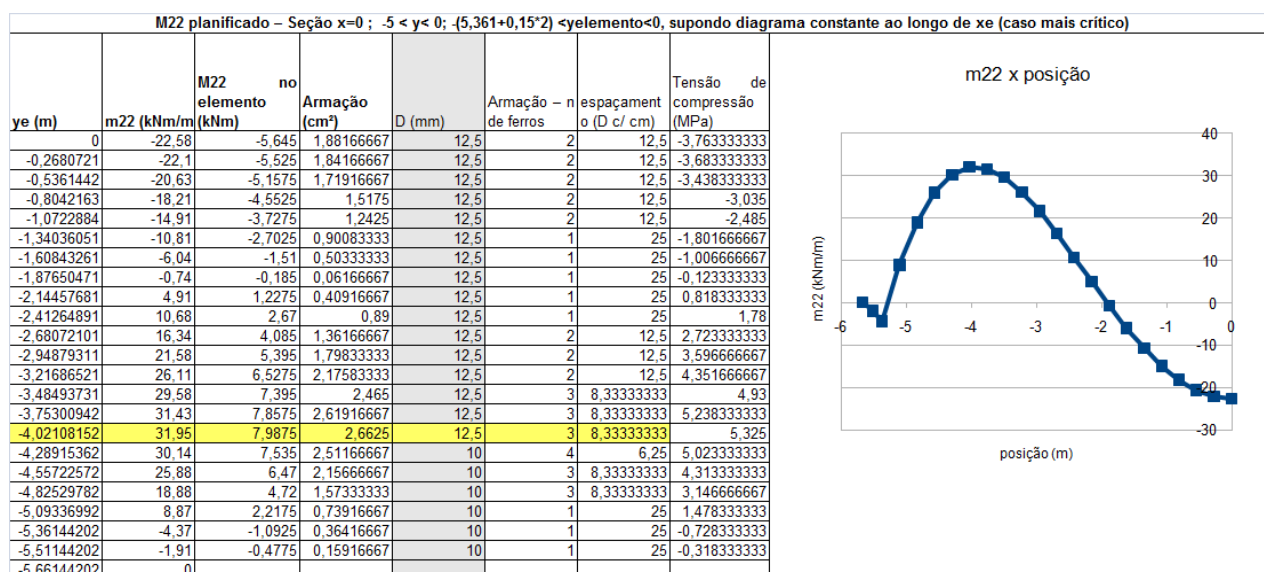 M22 planificado – Seção x=0 ; -5 < y< 0; -(5,361+0,15*2) <yelemento<0, supondo diagrama constante ao longo de xe (caso mais crítico)
ye (m) m22 (kNm/m M22 no elemento (kNm) Armação (cm²) D (mm) Armação – n de ferros espaçament o (D c/ cm) Tensão de compressão (MPa)
0 -22,58 -5,645 1,88166667 12,5 2 12,5 -3,763333333
-0,2680721 -22,1 -5,525 1,84166667 12,5 2 12,5 -3,683333333
-0,5361442 -20,63 -5,1575 1,71916667 12,5 2 12,5 -3,438333333
-0,8042163 -18,21 -4,5525 1,5175 12,5 2 12,5 -3,035
-1,0722884 -14,91 -3,7275 1,2425 12,5 2 12,5 -2,485
-1,34036051 -10,81 -2,7025 0,90083333 12,5 1 25 -1,801666667
-1,60843261 -6,04 -1,51 0,50333333 12,5 1 25 -1,006666667
-1,87650471 -0,74 -0,185 0,06166667 12,5 1 25 -0,123333333
-2,14457681 4,91 1,2275 0,40916667 12,5 1 25 0,818333333
-2,41264891 10,68 2,67 0,89 12,5 1 25 1,78
-2,68072101 16,34 4,085 1,36166667 12,5 2 12,5 2,723333333
-2,94879311 21,58 5,395 1,79833333 12,5 2 12,5 3,596666667
-3,21686521 26,11 6,5275 2,17583333 12,5 2 12,5 4,351666667
-3,48493731 29,58 7,395 2,465 12,5 3 8,33333333 4,93
-3,75300942 31,43 7,8575 2,61916667 12,5 3 8,33333333 5,238333333
-4,02108152 31,95 7,9875 2,6625 12,5 3 8,33333333 5,325
-4,28915362 30,14 7,535 2,51166667 10 4 6,25 5,023333333
-4,55722572 25,88 6,47 2,15666667 10 3 8,33333333 4,313333333
-4,82529782 18,88 4,72 1,57333333 10 3 8,33333333 3,146666667
-5,09336992 8,87 2,2175 0,73916667 10 1 25 1,478333333
-5,36144202 -4,37 -1,0925 0,36416667 10 1 25 -0,728333333
-5,51144202 -1,91 -0,4775 0,15916667 10 1 25 -0,318333333
-5,66144202 0
m22 x posição
m22 (kNm/m)
40
30
20
10
0
-10
-20
-30
-6 -5 -4 -3 -2 -1 0
posição (m)